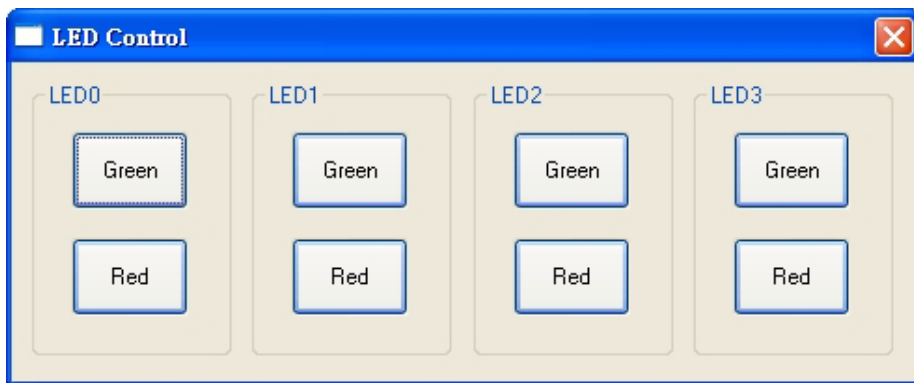 LED Control
LED0 LED1 LED2 LED3
Green Green Green Green
Red Red Red Red